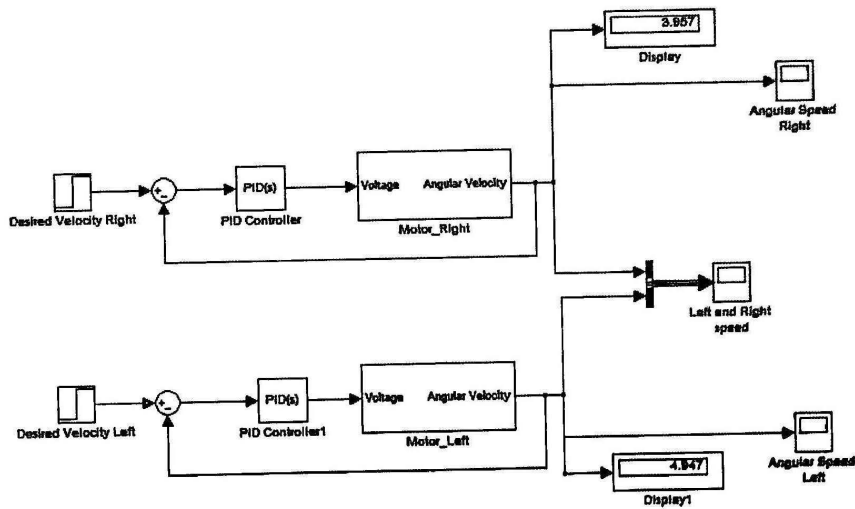 3.957
Display
Angular Speed
Right
Desired Velocity Right
+
−
PID(s)
PID Controller
Voltage
Angular Velocity
Motor_Right
Left and Right
speed
Desired Velocity Left
+
−
PID(s)
PID Controller1
Voltage
Angular Velocity
Motor_Left
Angular Speed
Left
4.947
Display1